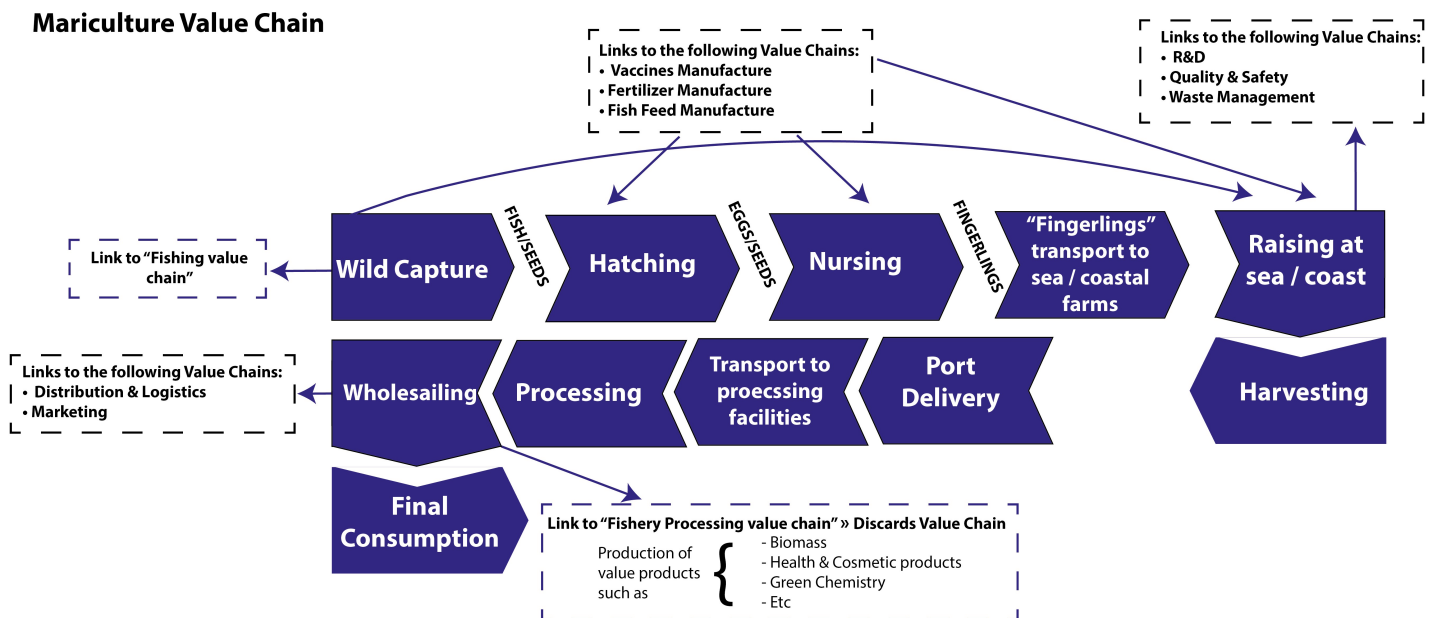 Mariculture Value Chain
Links to the following Value Chains:
• Vaccines Manufacture
• Fertilizer Manufacture
• Fish Feed Manufacture
Links to the following Value Chains:
• R&D
• Quality & Safety
• Waste Management
Link to “Fishing value
chain”
Wild Capture
FISH/SEEDS
Hatching
EGGS/SEEDS
Nursing
FINGERLINGS
“Fingerlings”
transport to
sea / coastal
farms
Raising at
sea / coast
Harvesting
Port
Delivery
Transport to
proecssing
facilities
Processing
Wholesailing
Links to the following Value Chains:
• Distribution & Logistics
• Marketing
Final
Consumption
Link to “Fishery Processing value chain” » Discards Value Chain
Production of
value products
such as
{
- Biomass
- Health & Cosmetic products
- Green Chemistry
- Etc